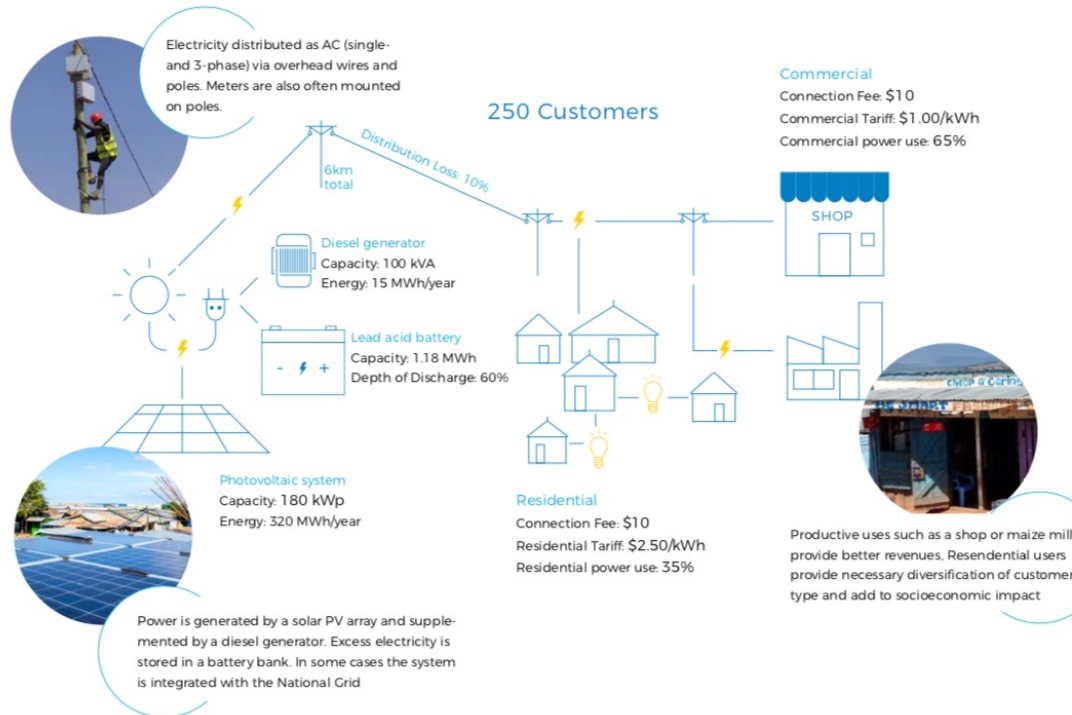 Electricity distributed as AC (single-
and 3-phase) via overhead wires and
poles. Meters are also often mounted
on poles.
250 Customers
Commercial
Connection Fee: $10
Commercial Tariff: $1.00/kWh
Commercial power use: 65%
Distribution Loss: 10%
6km
total
SHOP
Diesel generator
Capacity: 100 kVA
Energy: 15 MWh/year
Lead acid battery
Capacity: 1.18 MWh
Depth of Discharge: 60%
- +
Photovoltaic system
Capacity: 180 kWp
Energy: 320 MWh/year
Residential
Connection Fee: $10
Residential Tariff: $2.50/kWh
Residential power use: 35%
Productive uses such as a shop or maize mill
provide better revenues. Resendential users
provide necessary diversification of customer
type and add to socioeconomic impact
Power is generated by a solar PV array and supple-
mented by a diesel generator. Excess electricity is
stored in a battery bank. In some cases the system
is integrated with the National Grid